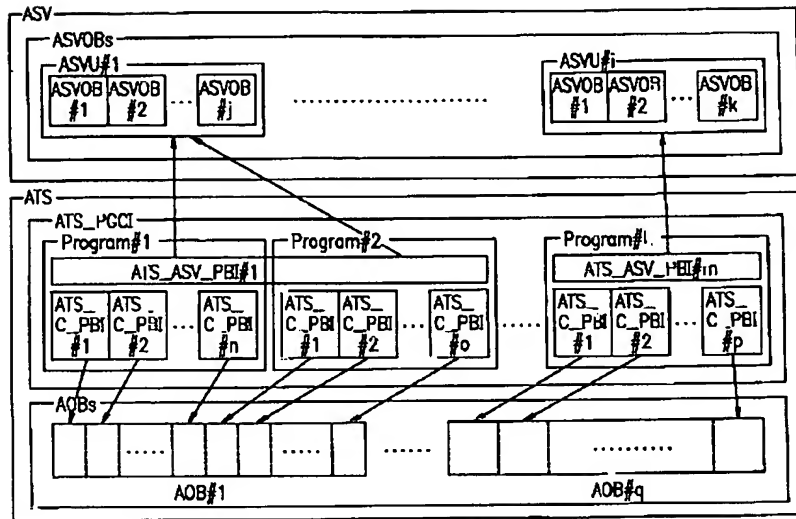 ASV
ASVOBs
ASVU#1 ASVU#i
ASVOB ASVOB ASVOB ASVOB ASVOB ASVOB
#1 #2 ..... #j .................. #1 #2 ..... #k
ATS
ATS_PGCI
Program#1 Program#2 Program#l.
ATS_ASV_PBI#1 ATS_ASV_PBI#m
ATS_ ATS_ ATS_ ATS_ ATS_ ATS_ ATS_ ATS_ ATS_
C_PBI C_PBI ..... C_PBI C_PBI C_PBI ..... C_PBI ...... C_PBI C_PBI ..... C_PBI
#1 #2 #n #1 #2 #o #1 #2 #p
AOBs
...... ...... ...... ...........
AOB#1 AOB#q